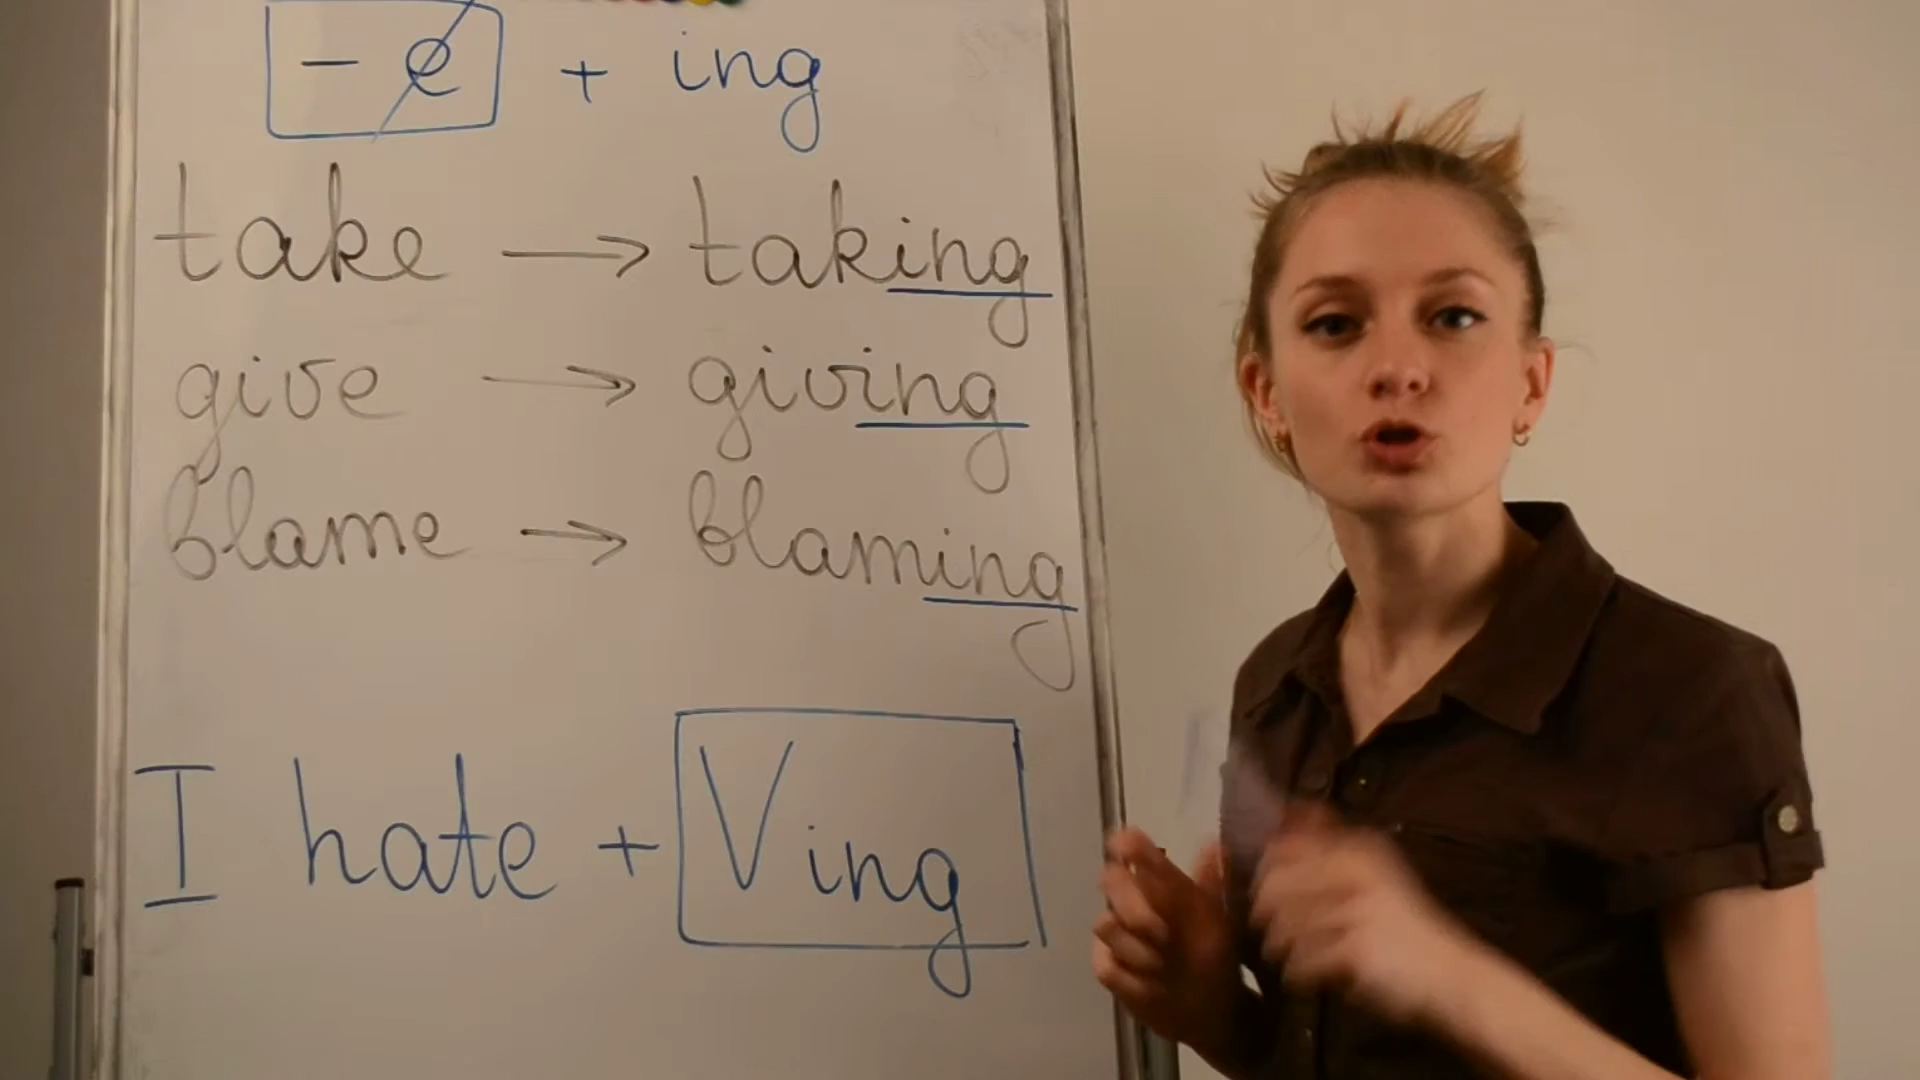 - e + ing
take → taking
give → giving
blame → blaming
I hate + Ving